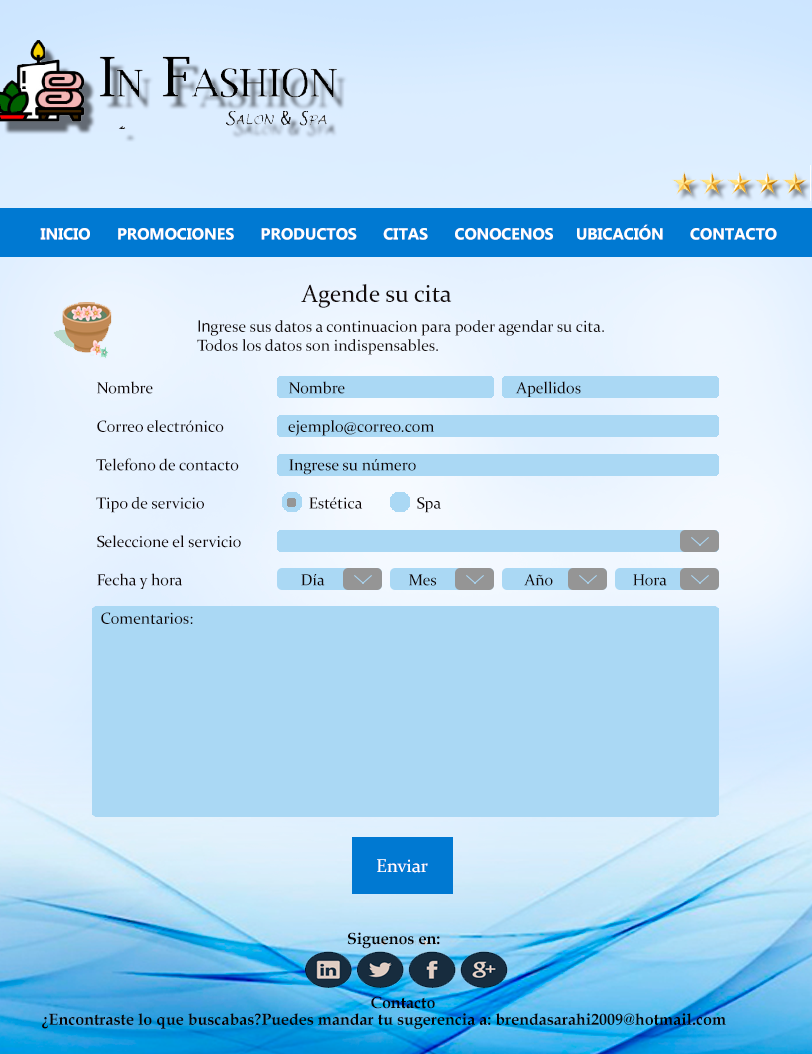 In Fashion
Salon & Spa
INICIO PROMOCIONES PRODUCTOS CITAS CONOCENOS UBICACIÓN CONTACTO
Agende su cita
Ingrese sus datos a continuacion para poder agendar su cita.
Todos los datos son indispensables.
Nombre Nombre Apellidos
Correo electrónico ejemplo@correo.com
Telefono de contacto Ingrese su número
Tipo de servicio Estética Spa
Seleccione el servicio
Fecha y hora Día Mes Año Hora
Comentarios:
Enviar
Siguenos en:
in f g+
Contacto
¿Encontraste lo que buscabas?Puedes mandar tu sugerencia a: brendasarahi2009@hotmail.com